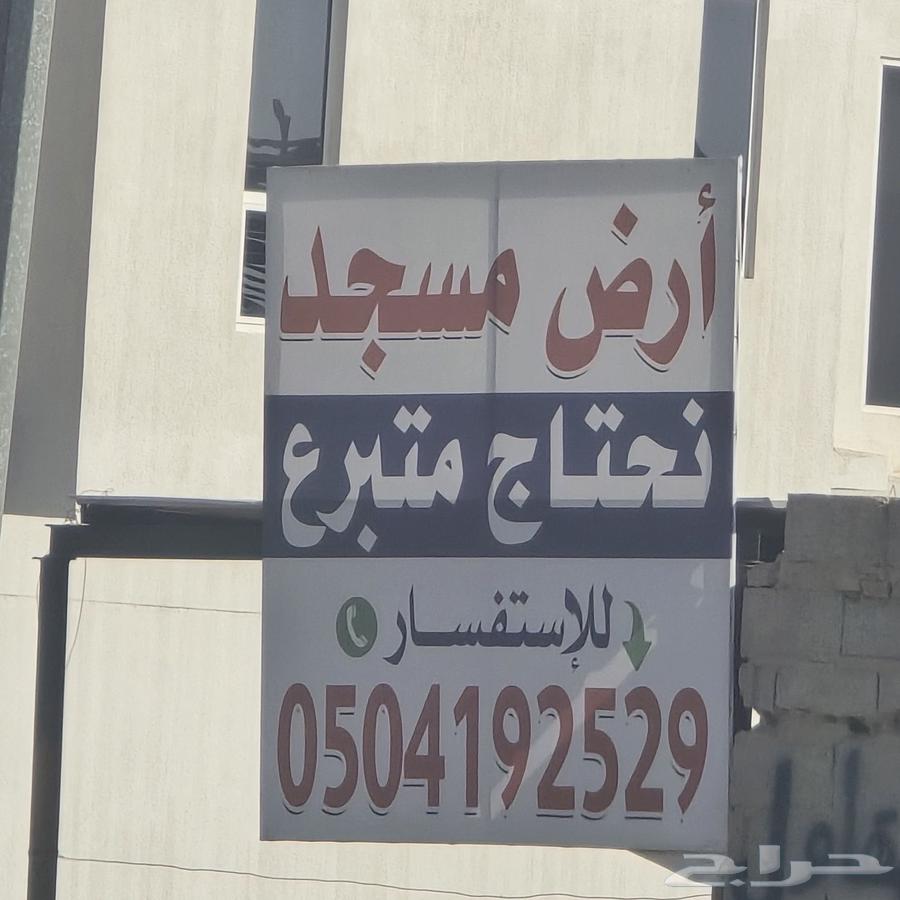 أرض مسجد
نحتاج متبرع
للإستفسار
0504192529
حراج